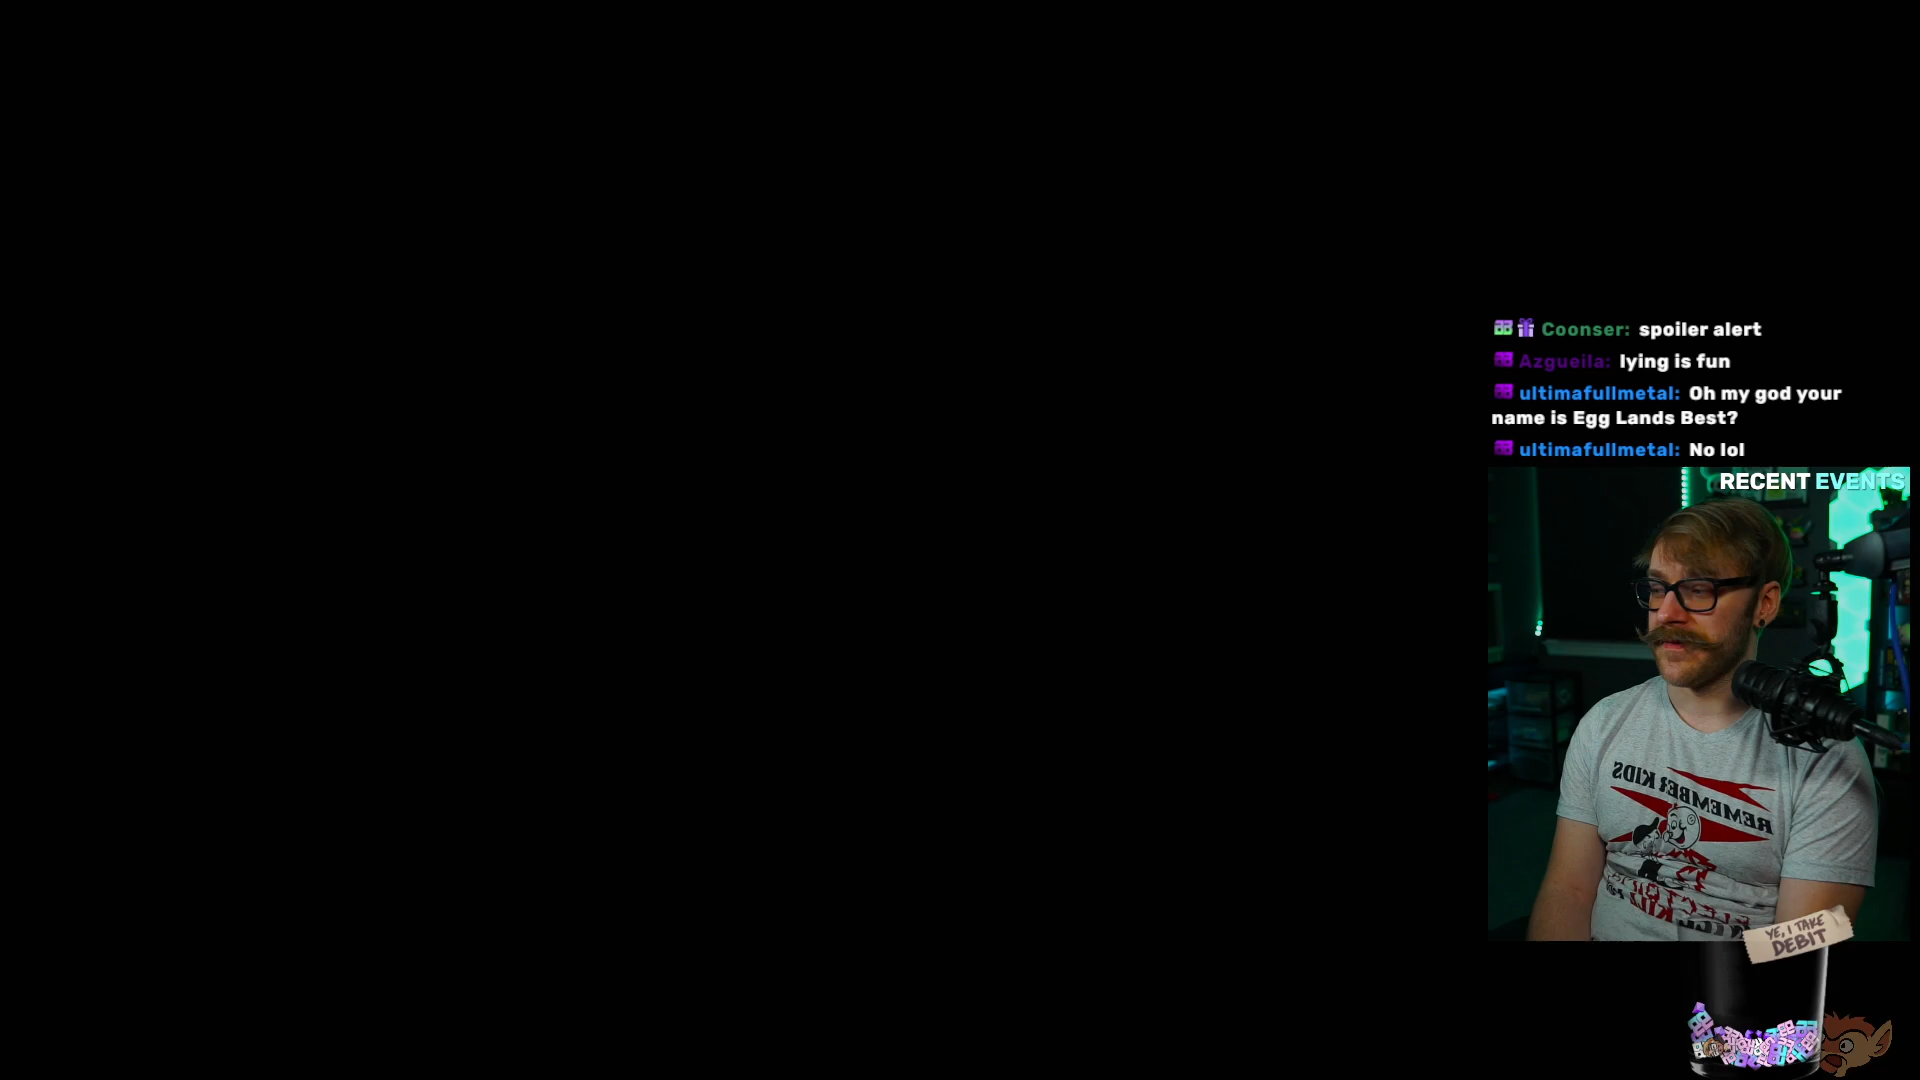 Coonser: spoiler alert
Azgueila: lying is fun
ultimafullmetal: Oh my god your
name is Egg Lands Best?
ultimafullmetal: No lol
RECENT EVENTS
REMEMBER KIDS
YE, I TAKE
DEBIT